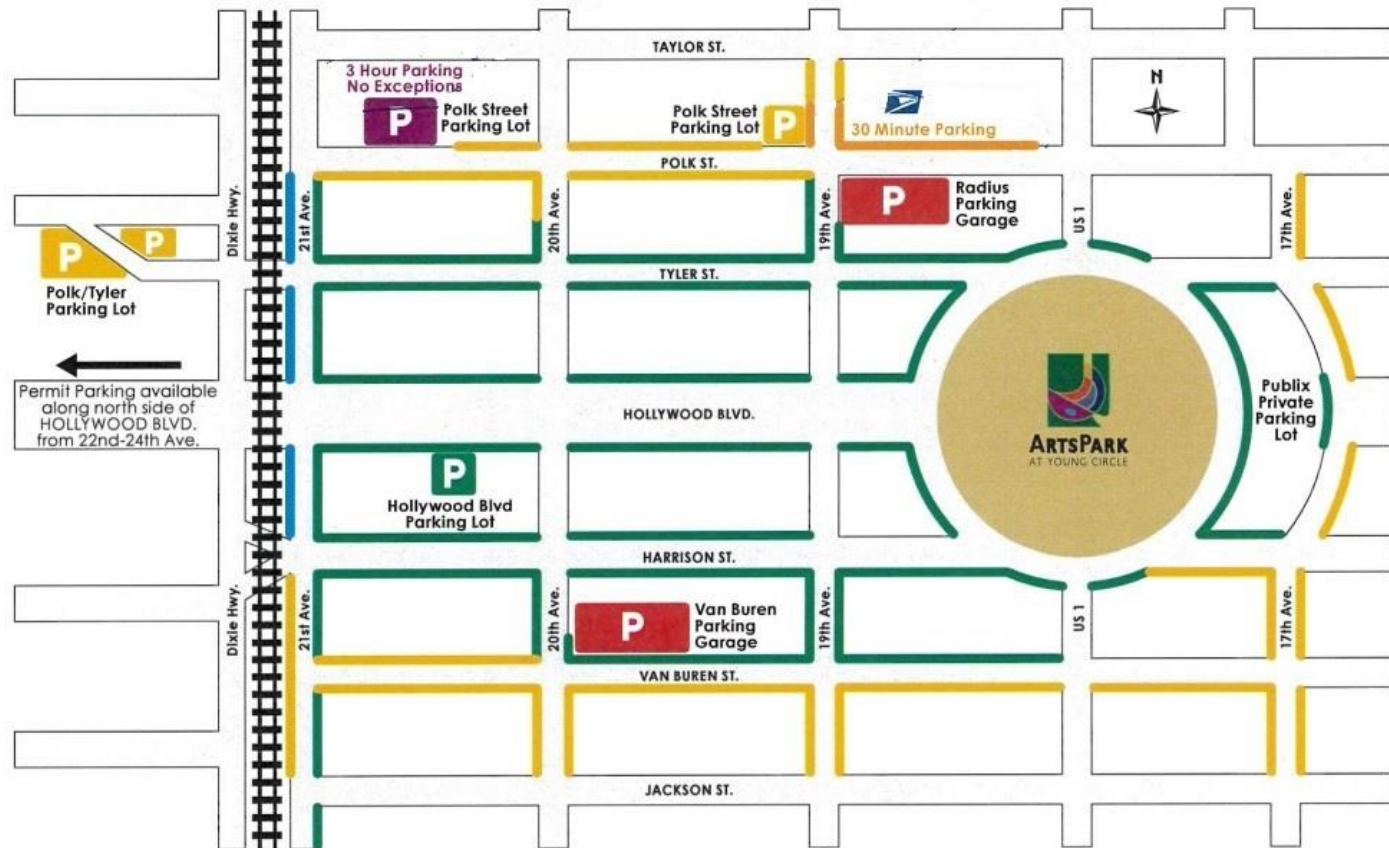 TAYLOR ST.
3 Hour Parking
No Exceptions
P
Polk Street
Parking Lot
Polk Street
Parking Lot
P
30 Minute Parking
N
POLK ST.
Dixie Hwy.
21st Ave.
20th Ave.
19th Ave.
P
Radius
Parking
Garage
US 1
17th Ave.
P
P
Polk/Tyler
Parking Lot
TYLER ST.
Permit Parking available
along north side of
HOLLYWOOD BLVD.
from 22nd-24th Ave.
HOLLYWOOD BLVD.
ARTSPARK
AT YOUNG CIRCLE
Publix
Private
Parking
Lot
P
Hollywood Blvd
Parking Lot
HARRISON ST.
Dixie Hwy.
21st Ave.
20th Ave.
P
Van Buren
Parking
Garage
19th Ave.
US 1
17th Ave.
VAN BUREN ST.
JACKSON ST.